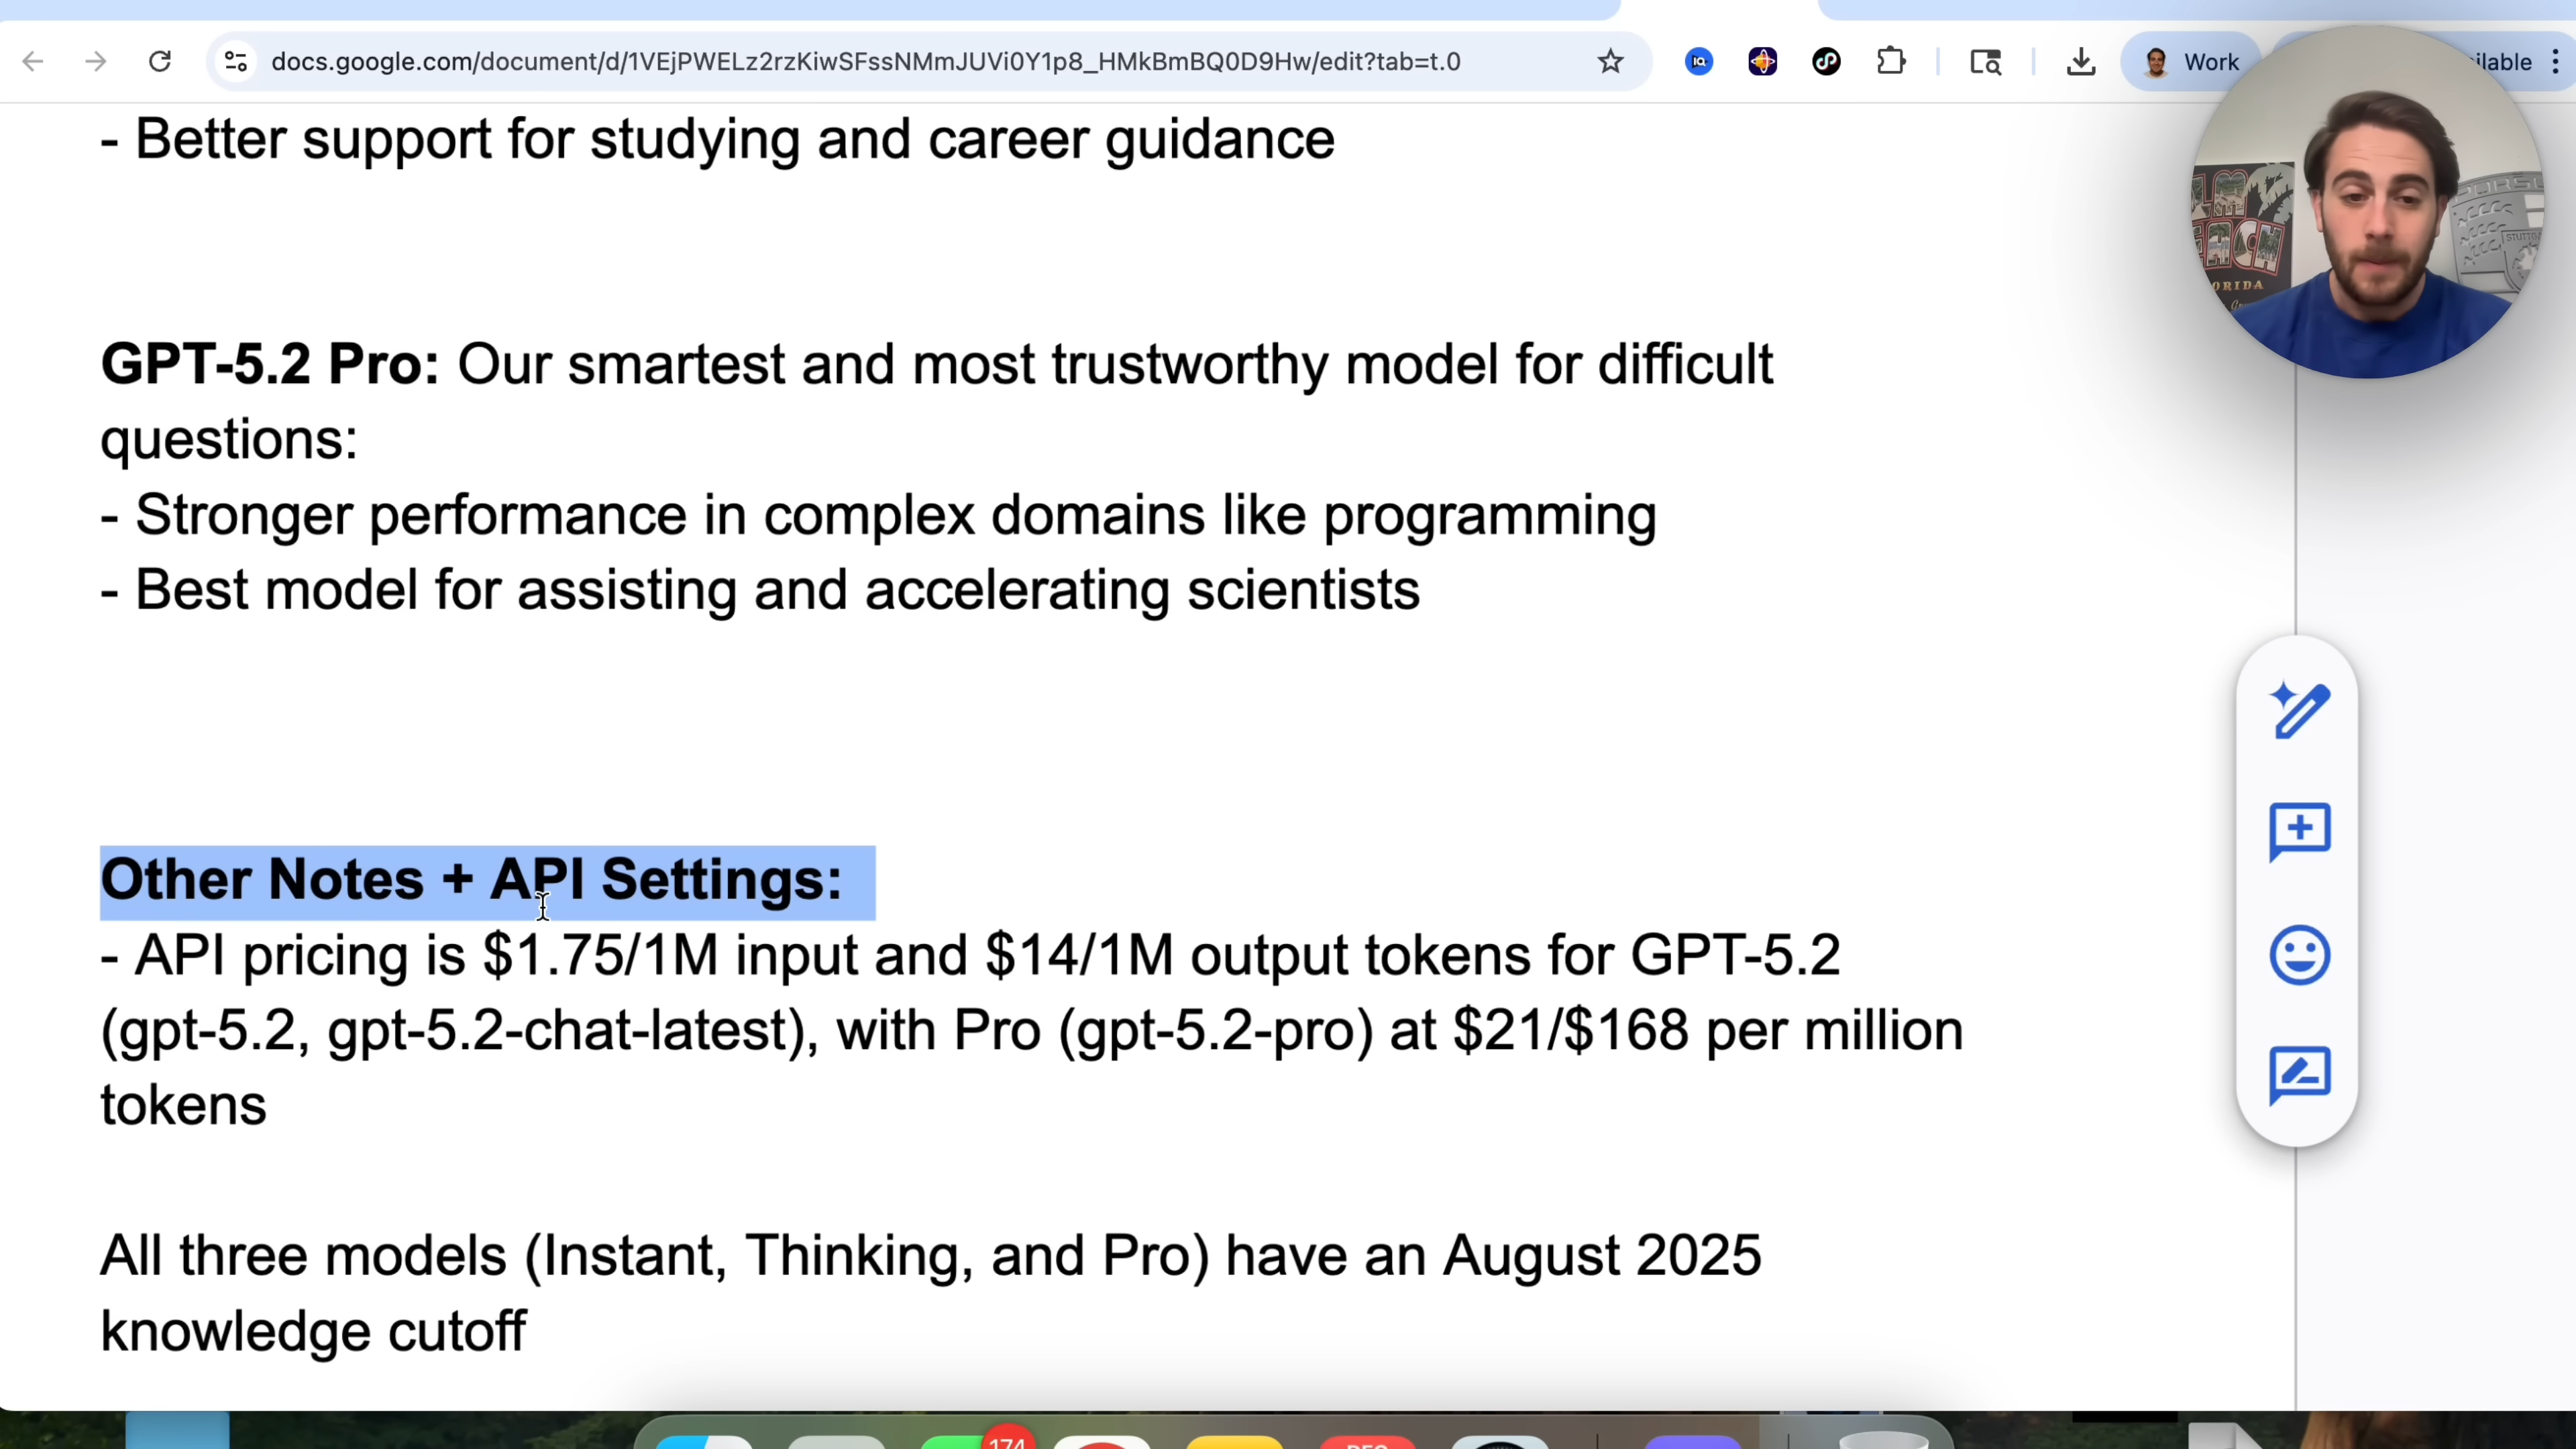 docs.google.com/document/d/1VEjPWELz2rzKiwSFssNMmJUVi0Y1p8_HMkBmBQ0D9Hw/edit?tab=t.0
Work
ilable
- Better support for studying and career guidance
GPT-5.2 Pro: Our smartest and most trustworthy model for difficult
questions:
- Stronger performance in complex domains like programming
- Best model for assisting and accelerating scientists
Other Notes + API Settings:
- API pricing is $1.75/1M input and $14/1M output tokens for GPT-5.2
(gpt-5.2, gpt-5.2-chat-latest), with Pro (gpt-5.2-pro) at $21/$168 per million
tokens
All three models (Instant, Thinking, and Pro) have an August 2025
knowledge cutoff
174